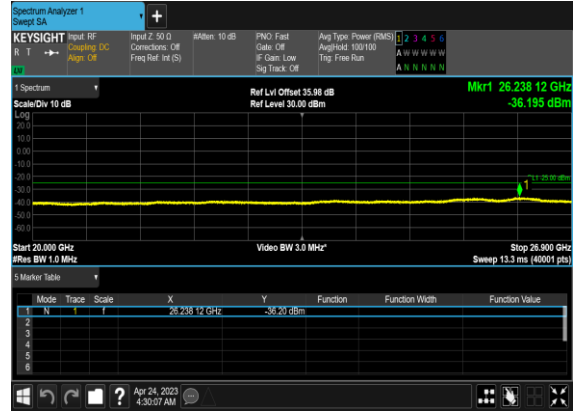 Spectrum Analyzer 1
Swept SA
KEYSIGHT Input: RF
R T Coupling: DC
Align: Off
Input Z: 50 Ω
Corrections: Off
Freq Ref: Int (S)
#Atten: 10 dB
PNO: Fast
Gate: Off
IF Gain: Low
Sig Track: Off
Avg Type: Power (RMS)
Avg|Hold: 100/100
Trig: Free Run
1 2 3 4 5 6
A W W W W W
A N N N N N
LM
1 Spectrum
Scale/Div 10 dB
Ref Lvl Offset 35.98 dB
Ref Level 30.00 dBm
Mkr1 26.238 12 GHz
-36.195 dBm
Log
20.0
10.0
0.00
-10.0
-20.0
-30.0
-40.0
-50.0
-60.0
DL1 -25.00 dBm
1
Start 20.000 GHz
#Res BW 1.0 MHz
Video BW 3.0 MHz*
Stop 26.900 GHz
Sweep 13.3 ms (40001 pts)
5 Marker Table
Mode Trace Scale X Y Function Function Width Function Value
1 N 1 f 26.238 12 GHz -36.20 dBm
2
3
4
5
6
Apr 24, 2023
4:30:07 AM